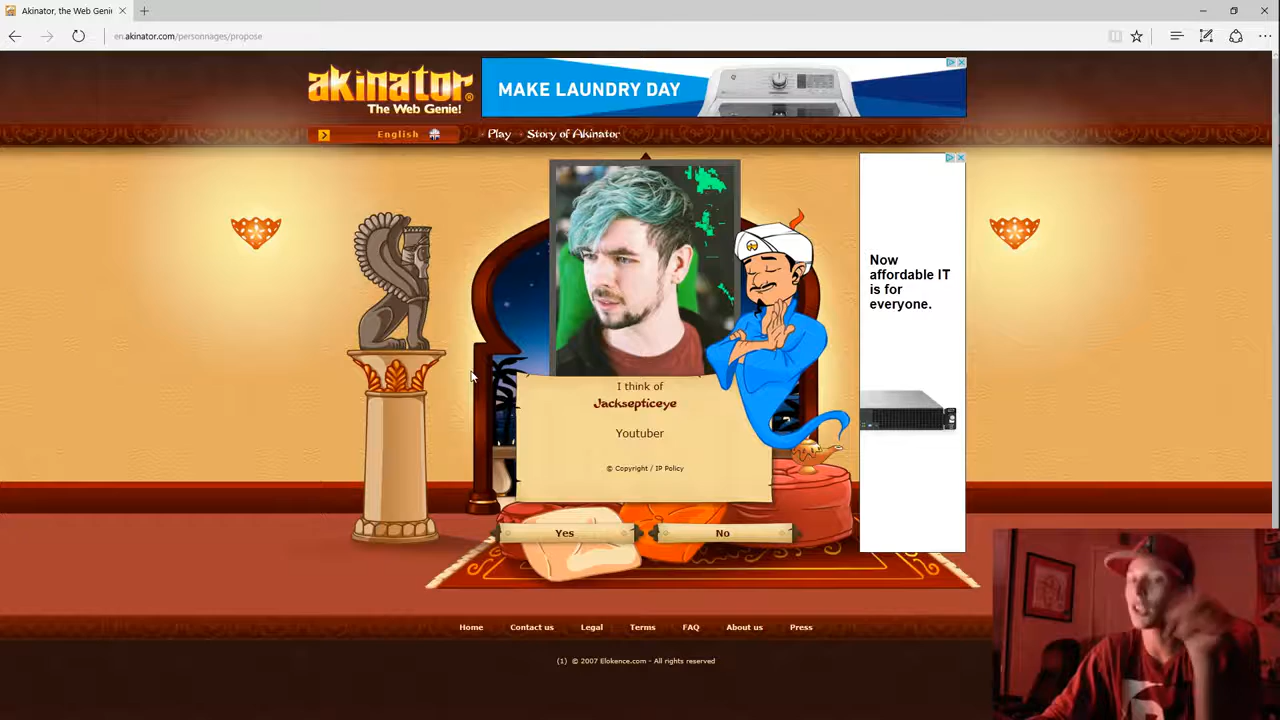 Akinator, the Web Geni
en.akinator.com/personnages/propose
akinator®
The Web Genie!
MAKE LAUNDRY DAY
English
Play
Story of Akinator
Now
affordable IT
is for
everyone.
I think of
Jacksepticeye
Youtuber
© Copyright / IP Policy
Yes
No
Home
Contact us
Legal
Terms
FAQ
About us
Press
(1) © 2007 Elokence.com - All rights reserved